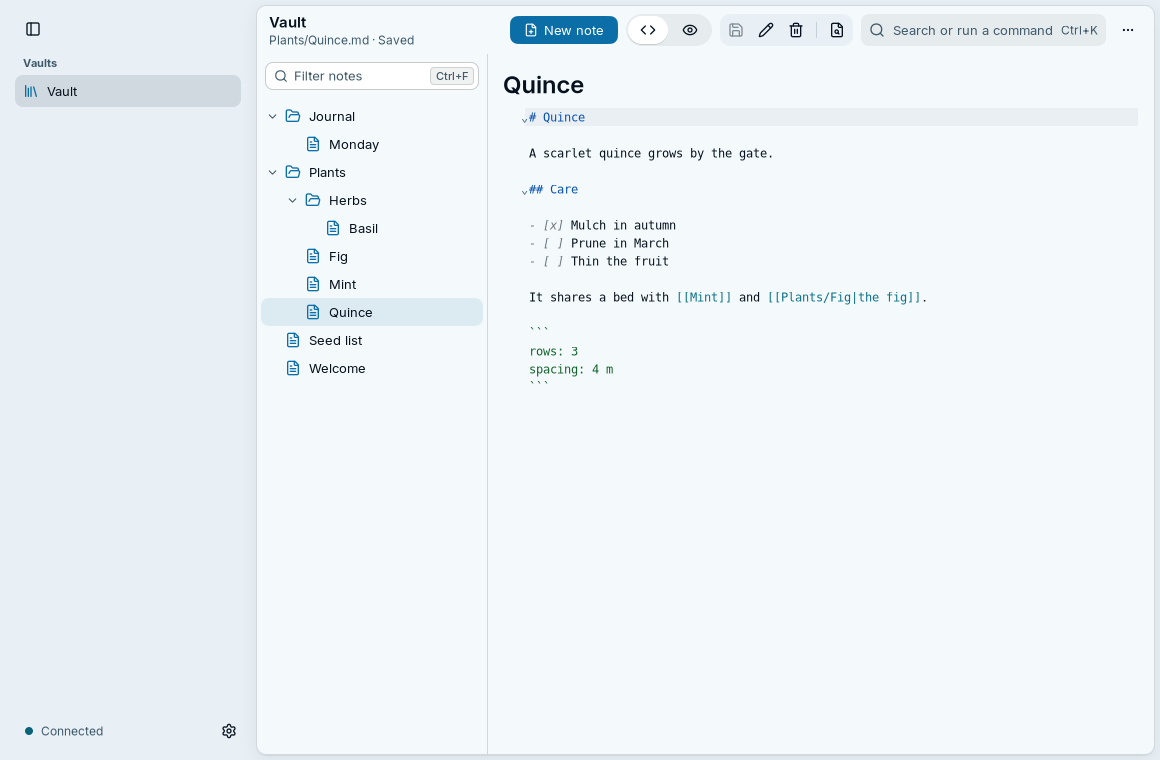 Vaults
Vault
Connected
Vault
Plants/Quince.md · Saved
New note
Search or run a command Ctrl+K
Filter notes Ctrl+F
Journal
Monday
Plants
Herbs
Basil
Fig
Mint
Quince
Seed list
Welcome
Quince
# Quince
A scarlet quince grows by the gate.
## Care
- [x] Mulch in autumn
- [ ] Prune in March
- [ ] Thin the fruit
It shares a bed with [[Mint]] and [[Plants/Fig|the fig]].
```
rows: 3
spacing: 4 m
```